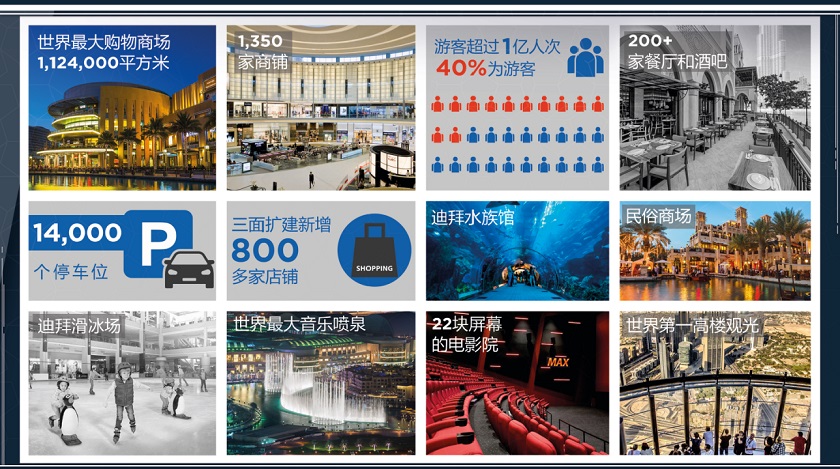 世界最大购物商场
1,124,000平方米
1,350
家商铺
游客超过1亿人次
40%为游客
200+
家餐厅和酒吧
14,000
P
个停车位
三面扩建新增
800
多家店铺
SHOPPING
迪拜水族馆
民俗商场
迪拜滑冰场
世界最大音乐喷泉
22块屏幕
的电影院
MAX
世界第一高楼观光